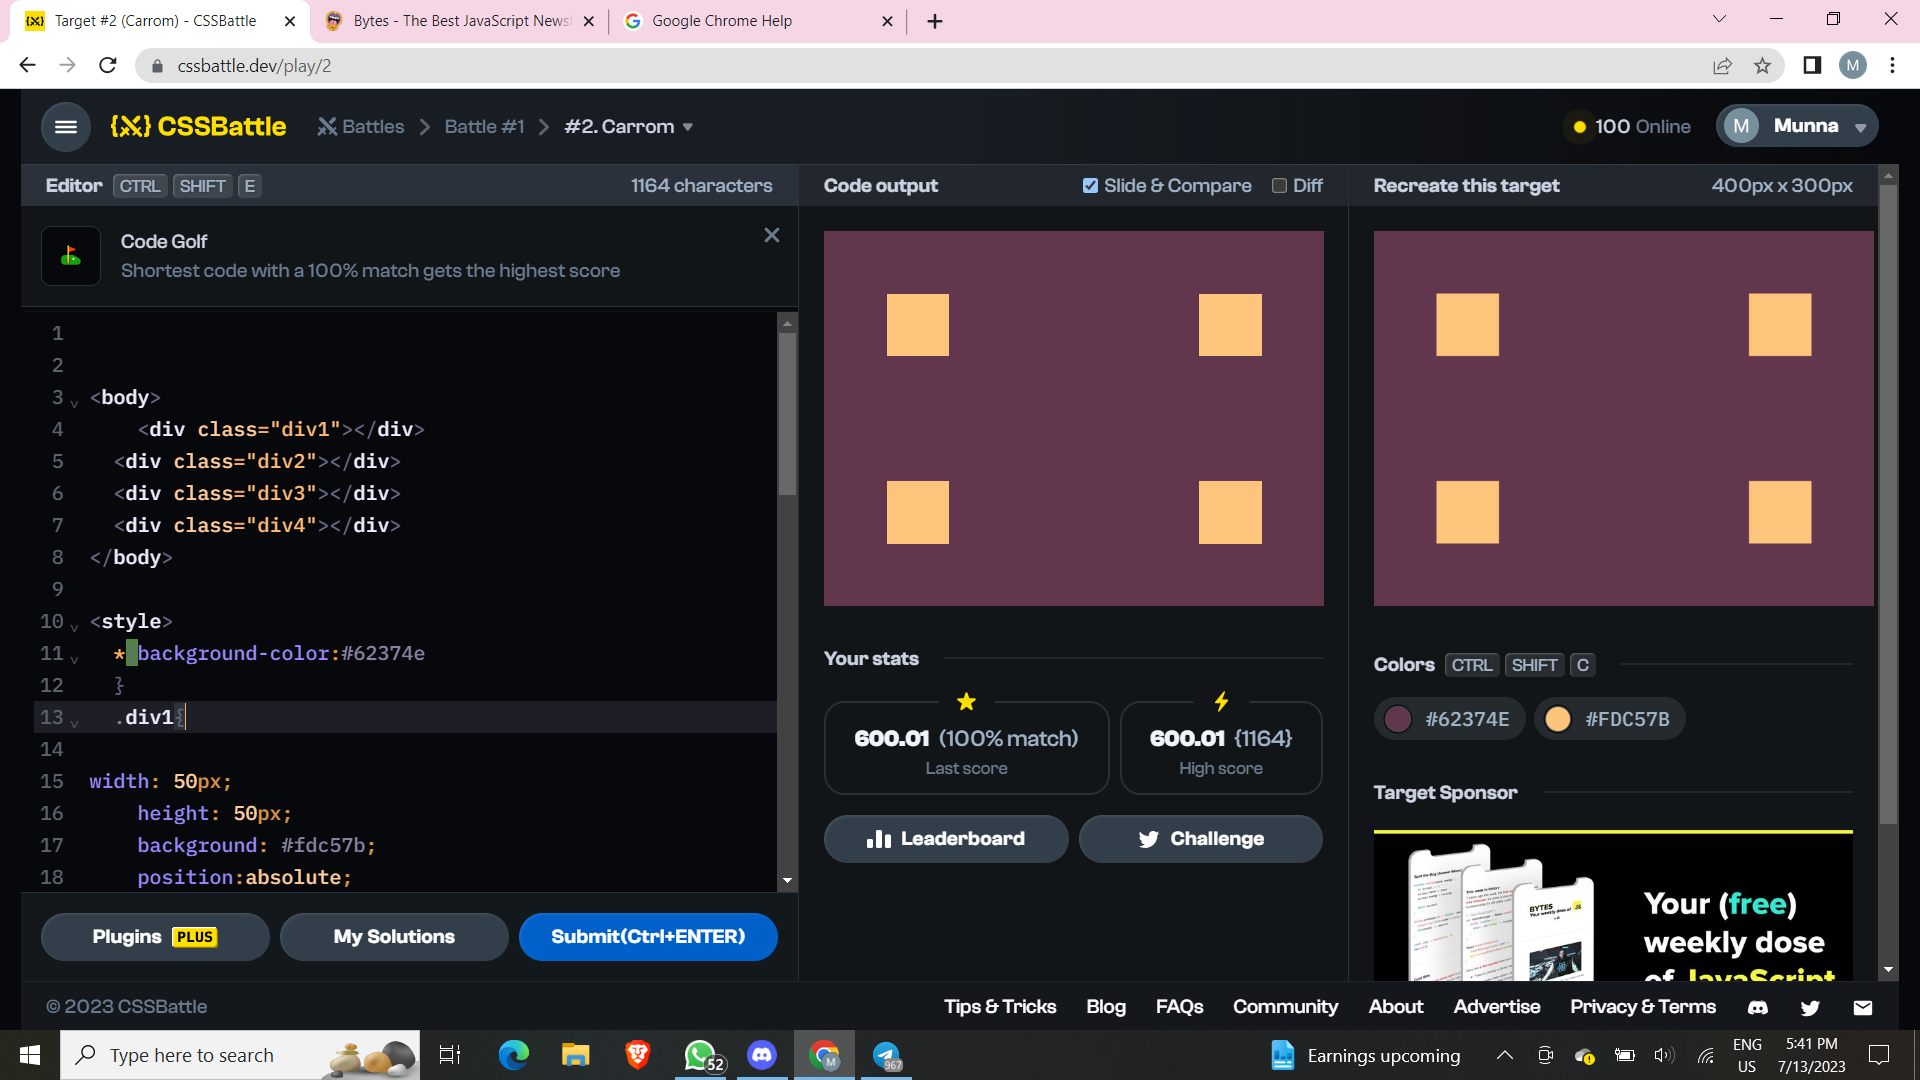 Target #2 (Carrom) - CSSBattle
Bytes - The Best JavaScript News
Google Chrome Help
cssbattle.dev/play/2
M
{X} CSSBattle
Battles
Battle #1
#2. Carrom
100 Online
M
Munna
Editor CTRL SHIFT E
1164 characters
Code output
Slide & Compare
Diff
Recreate this target
400px x 300px
Code Golf
Shortest code with a 100% match gets the highest score
1
2
3 <body>
4 <div class="div1"></div>
5 <div class="div2"></div>
6 <div class="div3"></div>
7 <div class="div4"></div>
8 </body>
9
10 <style>
11 * background-color:#62374e
12 }
13 .div1{
14
15 width: 50px;
16 height: 50px;
17 background: #fdc57b;
18 position:absolute;
Your stats
600.01 (100% match)
Last score
600.01 {1164}
High score
Leaderboard
Challenge
Colors CTRL SHIFT C
#62374E
#FDC57B
Target Sponsor
BYTES
Your (free)
weekly dose
of JavaScript
Plugins PLUS
My Solutions
Submit(Ctrl+ENTER)
© 2023 CSSBattle
Tips & Tricks
Blog
FAQs
Community
About
Advertise
Privacy & Terms
Type here to search
52
M
967
Earnings upcoming
ENG
US
5:41 PM
7/13/2023